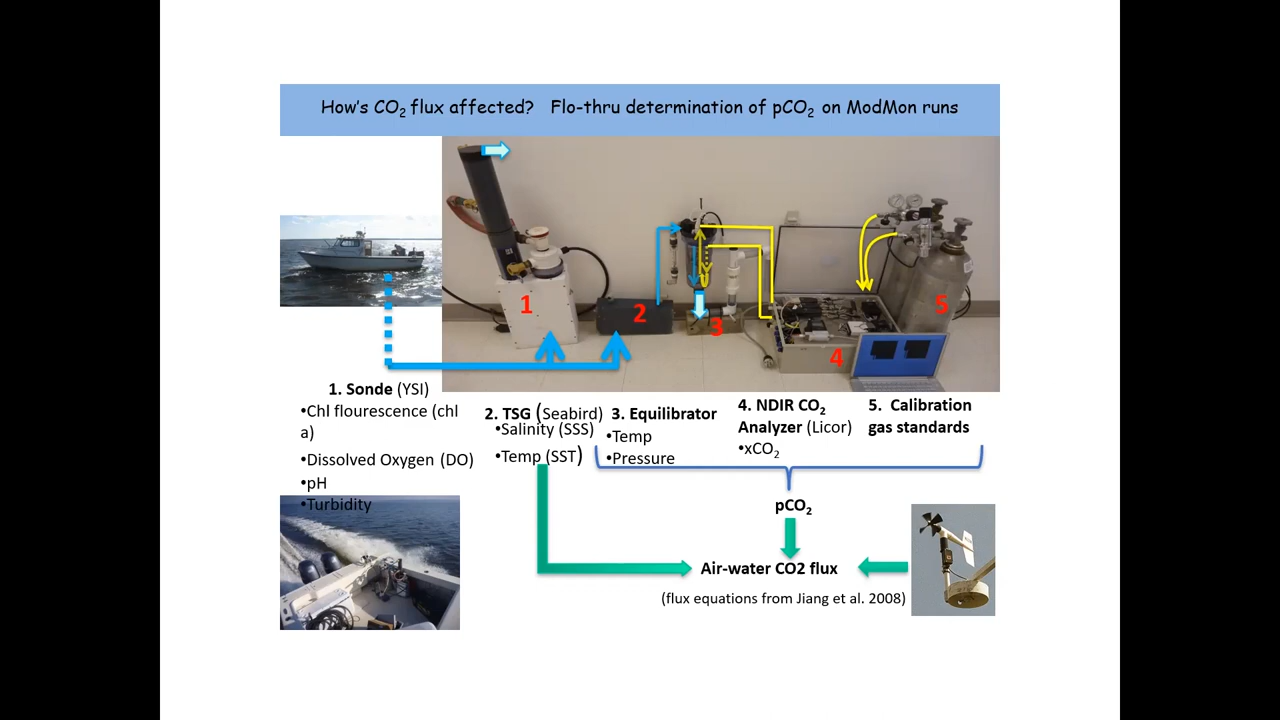 How's CO₂ flux affected? Flo-thru determination of pCO₂ on ModMon runs
1
2
3
4
5
1. Sonde (YSI)
•Chl flourescence (chl
a)
•Dissolved Oxygen (DO)
•pH
•Turbidity
2. TSG (Seabird)
•Salinity (SSS)
•Temp (SST)
3. Equilibrator
•Temp
•Pressure
4. NDIR CO₂
Analyzer (Licor)
•xCO₂
5. Calibration
gas standards
pCO₂
Air-water CO2 flux
(flux equations from Jiang et al. 2008)